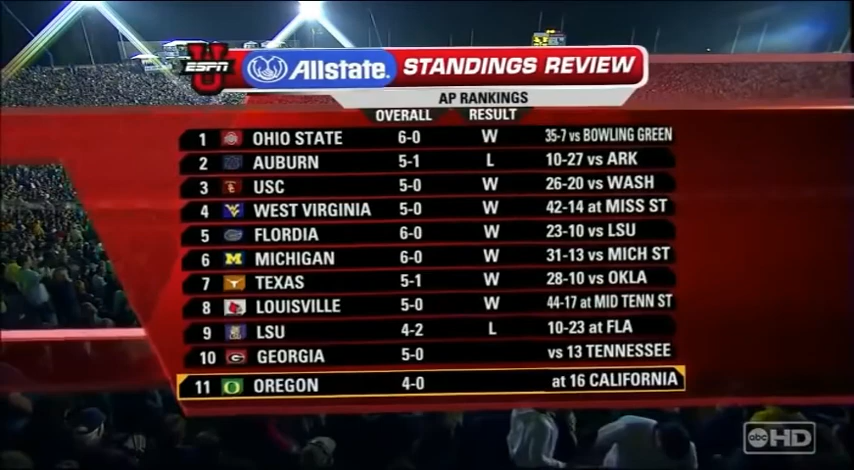 ESPN U Allstate. STANDINGS REVIEW
AP RANKINGS
OVERALL RESULT
1 OHIO STATE 6-0 W 35-7 vs BOWLING GREEN
2 AUBURN 5-1 L 10-27 vs ARK
3 USC 5-0 W 26-20 vs WASH
4 WEST VIRGINIA 5-0 W 42-14 at MISS ST
5 FLORDIA 6-0 W 23-10 vs LSU
6 MICHIGAN 6-0 W 31-13 vs MICH ST
7 TEXAS 5-1 W 28-10 vs OKLA
8 LOUISVILLE 5-0 W 44-17 at MID TENN ST
9 LSU 4-2 L 10-23 at FLA
10 GEORGIA 5-0 vs 13 TENNESSEE
11 OREGON 4-0 at 16 CALIFORNIA
abc HD